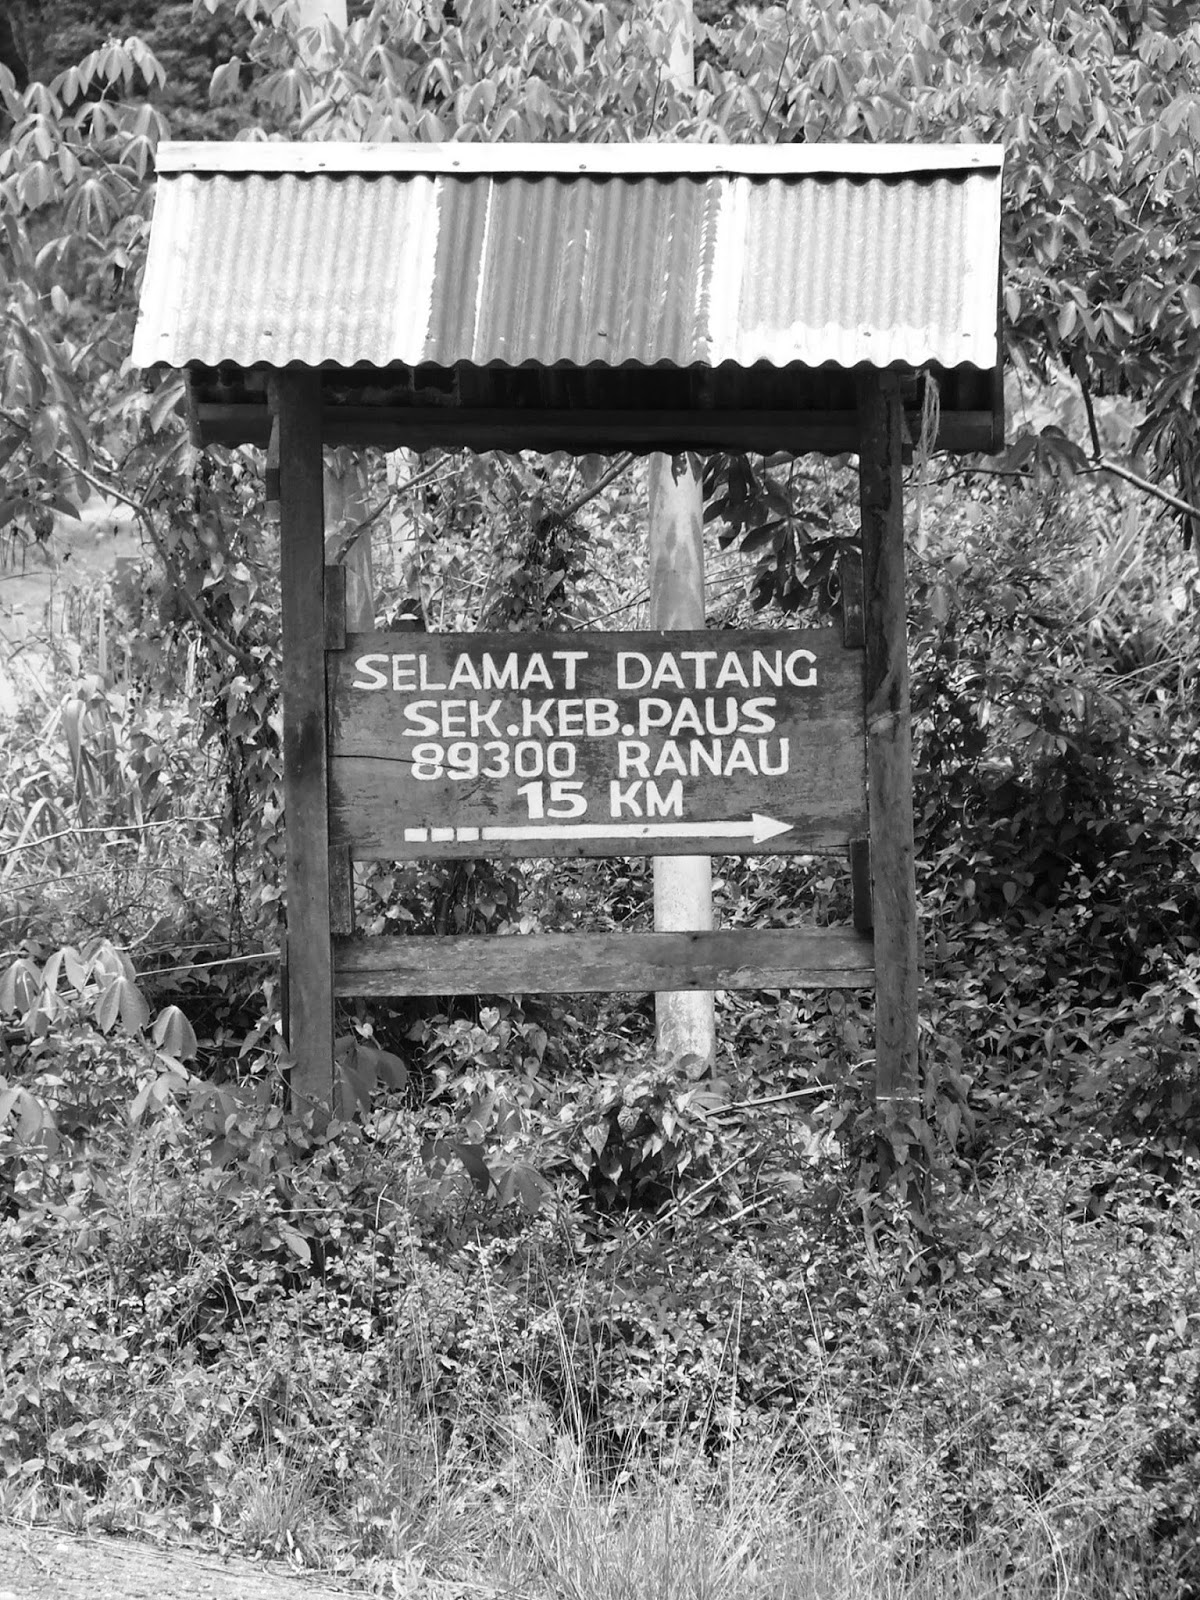 SELAMAT DATANG
SEK.KEB.PAUS
89300 RANAU
15 KM